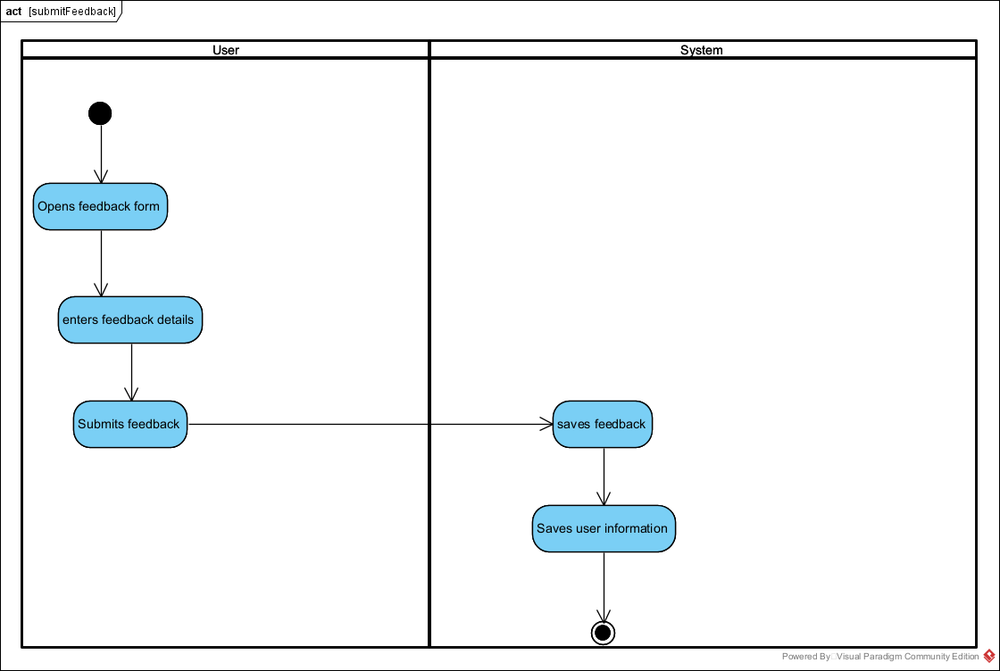 act [submitFeedback]
User
System
Opens feedback form
enters feedback details
Submits feedback
saves feedback
Saves user information
Powered By Visual Paradigm Community Edition